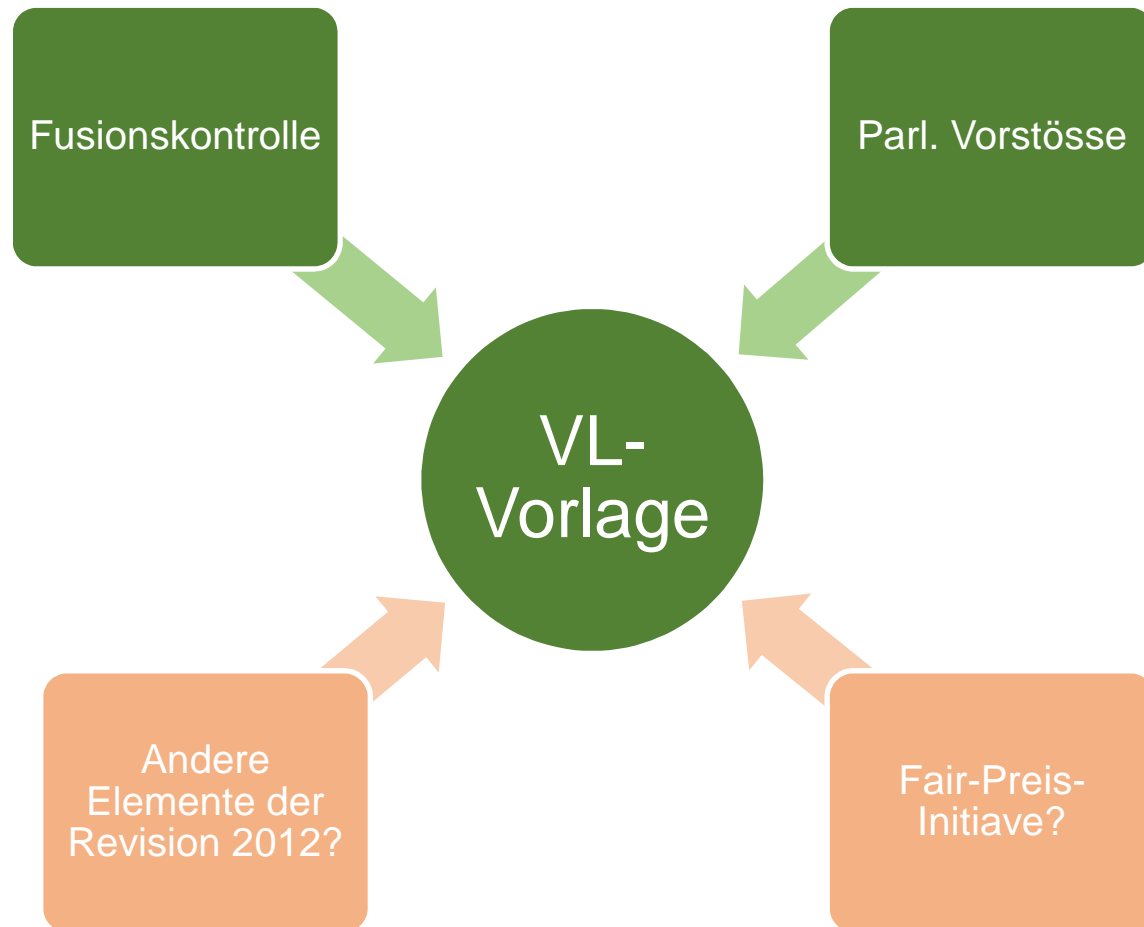 Fusionskontrolle
Parl. Vorstösse
VL-
Vorlage
Andere
Elemente der
Revision 2012?
Fair-Preis-
Initiave?